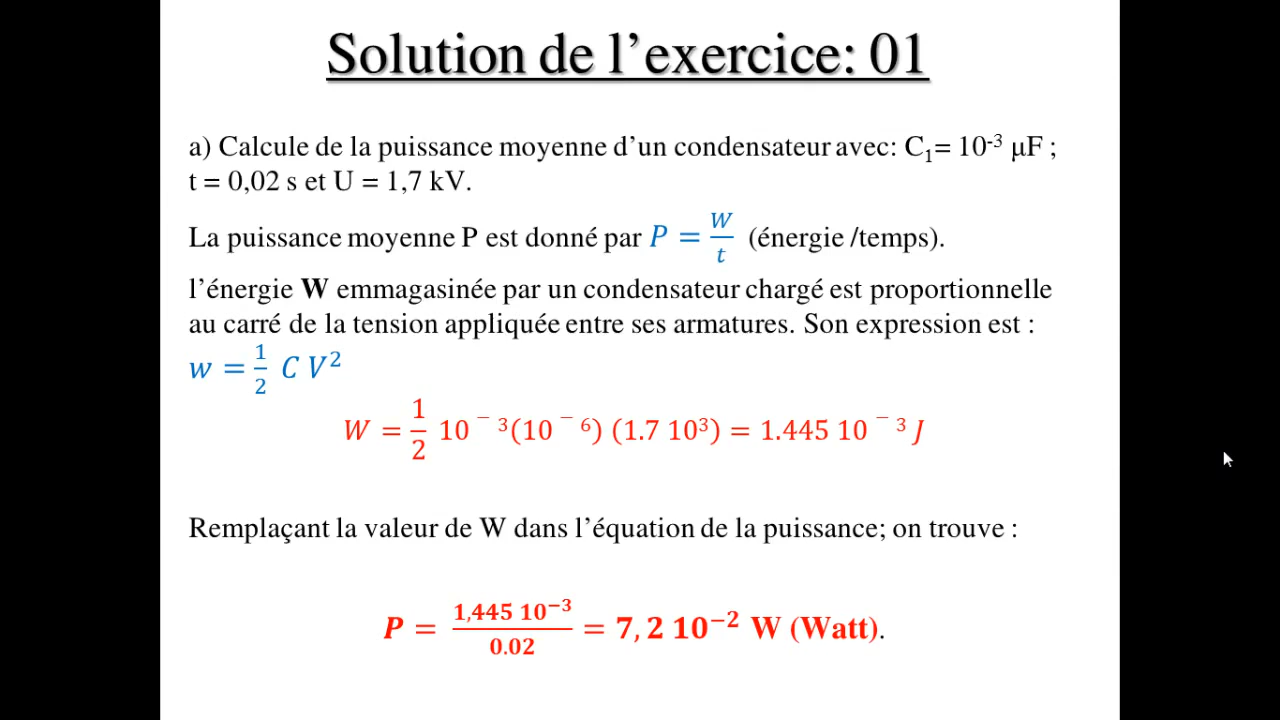 Solution de l’exercice: 01
a) Calcule de la puissance moyenne d’un condensateur avec: C₁= 10⁻³ μF ;
t = 0,02 s et U = 1,7 kV.
La puissance moyenne P est donné par P = W/t (énergie /temps).
l’énergie W emmagasinée par un condensateur chargé est proportionnelle
au carré de la tension appliquée entre ses armatures. Son expression est :
w = 1/2 C V²
W = 1/2 10⁻³(10⁻⁶) (1.7 10³) = 1.445 10⁻³ J
Remplaçant la valeur de W dans l’équation de la puissance; on trouve :
P = 1,445 10⁻³/0.02 = 7,2 10⁻² W (Watt).